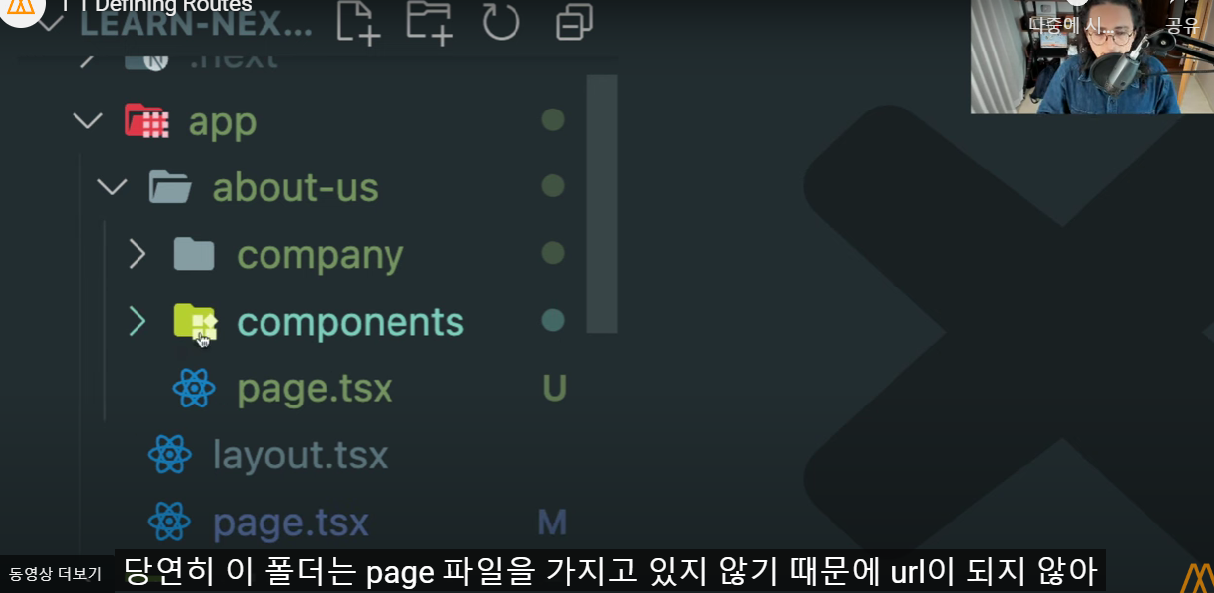 1 1 Defining Routes
LEARN-NEX...
다중에 시...
공유
.next
app
about-us
company
components
page.tsx U
layout.tsx
page.tsx M
동영상 더보기
당연히 이 폴더는 page 파일을 가지고 있지 않기 때문에 url이 되지 않아